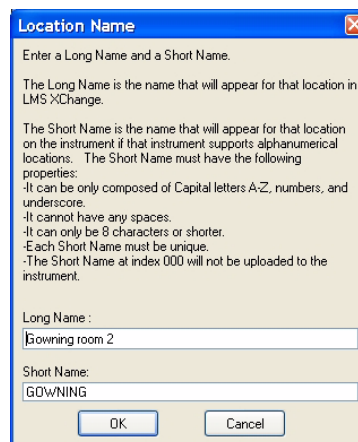 Location Name
Enter a Long Name and a Short Name.
The Long Name is the name that will appear for that location in
LMS XChange.
The Short Name is the name that will appear for that location
on the instrument if that instrument supports alphanumerical
locations.   The Short Name must have the following
properties:
-It can be only composed of Capital letters A-Z, numbers, and
underscore.
-It cannot have any spaces.
-It can only be 8 characters or shorter.
-Each Short Name must be unique.
-The Short Name at index 000 will not be uploaded to the
instrument.
Long Name :
Gowning room 2
Short Name:
GOWNING
OK Cancel